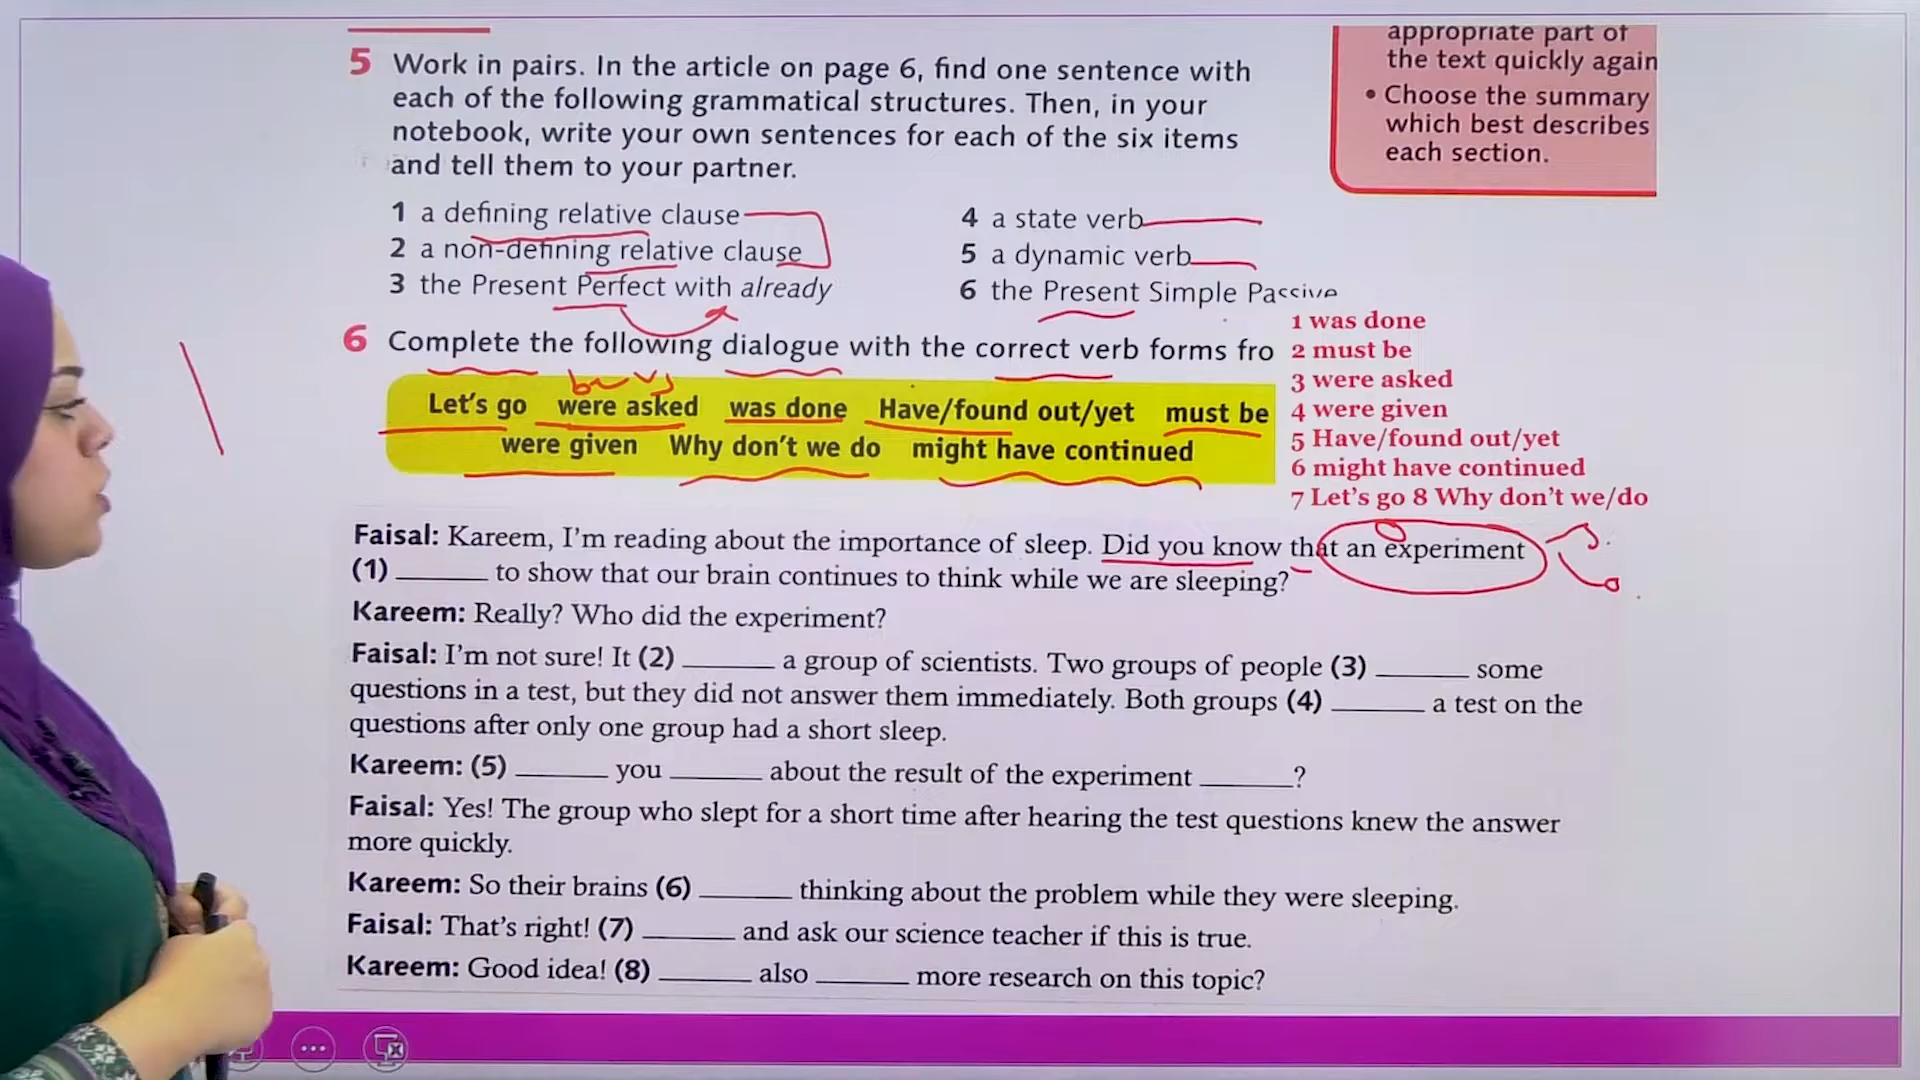 appropriate part of
the text quickly again
• Choose the summary
which best describes
each section.
5 Work in pairs. In the article on page 6, find one sentence with
each of the following grammatical structures. Then, in your
notebook, write your own sentences for each of the six items
and tell them to your partner.
1 a defining relative clause
2 a non-defining relative clause
3 the Present Perfect with already
4 a state verb
5 a dynamic verb
6 the Present Simple Passive
6 Complete the following dialogue with the correct verb forms fro
Let's go were asked was done Have/found out/yet must be
were given Why don't we do might have continued
1 was done
2 must be
3 were asked
4 were given
5 Have/found out/yet
6 might have continued
7 Let's go 8 Why don't we/do
Faisal: Kareem, I'm reading about the importance of sleep. Did you know that an experiment
(1) ______ to show that our brain continues to think while we are sleeping?
Kareem: Really? Who did the experiment?
Faisal: I'm not sure! It (2) ______ a group of scientists. Two groups of people (3) ______ some
questions in a test, but they did not answer them immediately. Both groups (4) ______ a test on the
questions after only one group had a short sleep.
Kareem: (5) ______ you ______ about the result of the experiment ______?
Faisal: Yes! The group who slept for a short time after hearing the test questions knew the answer
more quickly.
Kareem: So their brains (6) ______ thinking about the problem while they were sleeping.
Faisal: That's right! (7) ______ and ask our science teacher if this is true.
Kareem: Good idea! (8) ______ also ______ more research on this topic?